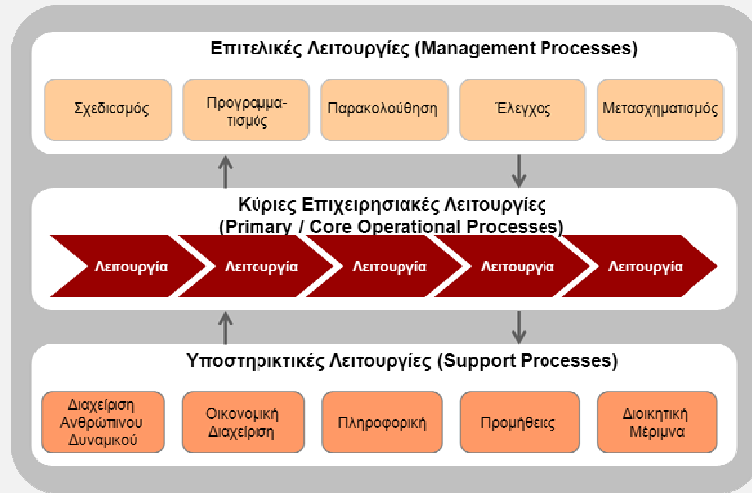 Επιτελικές Λειτουργίες (Management Processes)
Σχεδιασμός
Προγραμμα-
τισμός
Παρακολούθηση
Έλεγχος
Μετασχηματισμός
Κύριες Επιχειρησιακές Λειτουργίες
(Primary / Core Operational Processes)
Λειτουργία
Λειτουργία
Λειτουργία
Λειτουργία
Λειτουργία
Υποστηρικτικές Λειτουργίες (Support Processes)
Διαχείριση
Ανθρώπινου
Δυναμικού
Οικονομική
Διαχείριση
Πληροφορική
Προμήθειες
Διοικητική
Μέριμνα